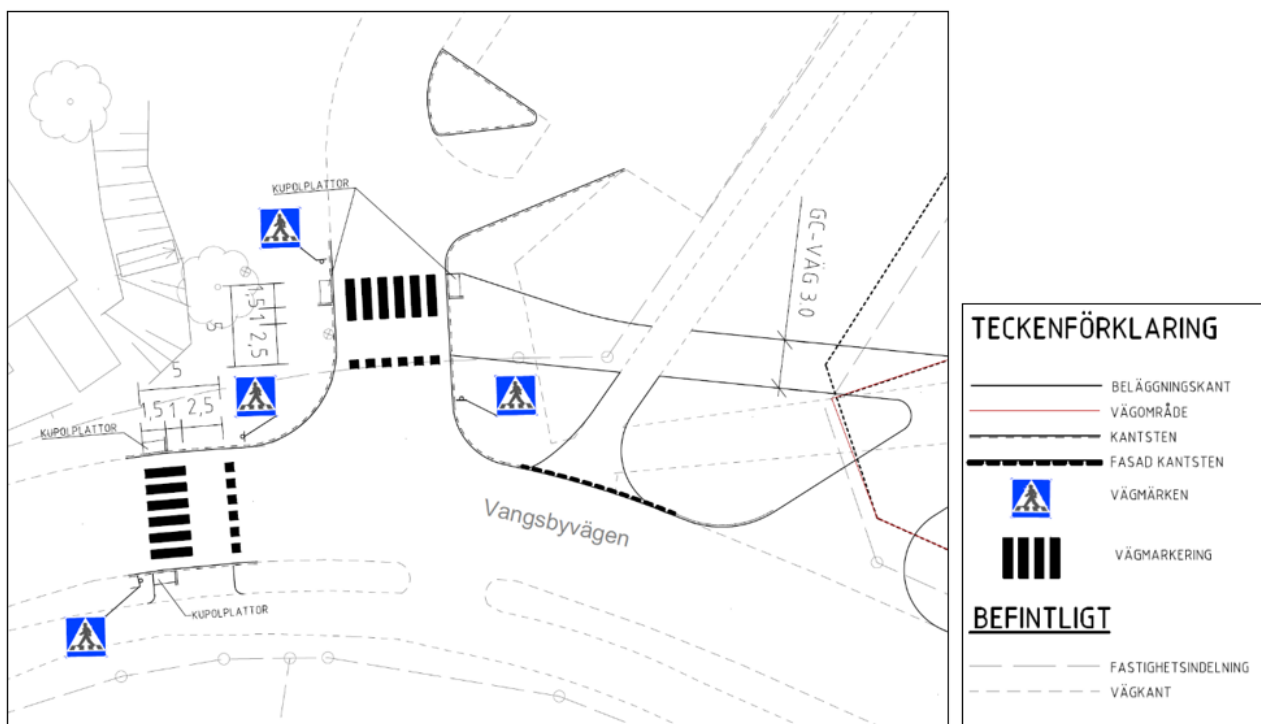 KUPOLPLATTOR
GC-VÄG 3.0
1,5
1
2,5
5
5
1,5 1 2,5
KUPOLPLATTOR
Vangsbyvägen
KUPOLPLATTOR
TECKENFÖRKLARING
BELÄGGNINGSKANT
VÄGOMRÅDE
KANTSTEN
FASAD KANTSTEN
VÄGMÄRKEN
VÄGMARKERING
BEFINTLIGT
FASTIGHETSINDELNING
VÄGKANT